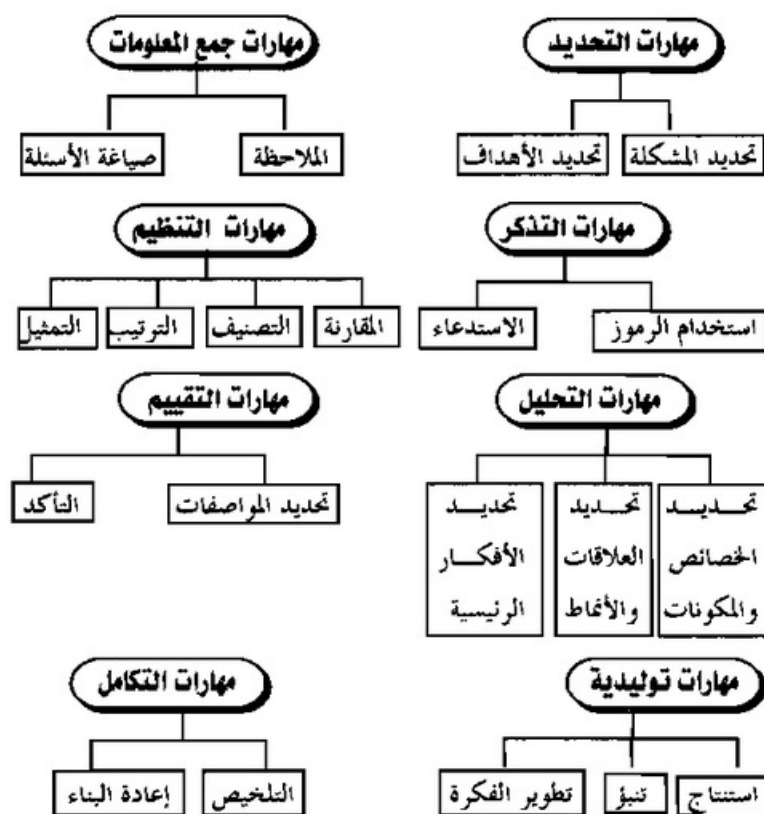 مهارات التحديد
تحديد المشكلة
تحديد الأهداف
مهارات جمع المعلومات
الملاحظة
صياغة الأسئلة
مهارات التذكر
استخدام الرموز
الاستدعاء
مهارات التنظيم
المقارنة
التصنيف
الترتيب
التمثيل
مهارات التحليل
تحديد
الخصائص
والمكونات
تحديد
العلاقات
والأنماط
تحديد
الأفكار
الرئيسية
مهارات التقييم
تحديد المواصفات
التأكد
مهارات توليدية
استنتاج
تنبؤ
تطوير الفكرة
مهارات التكامل
التلخيص
إعادة البناء